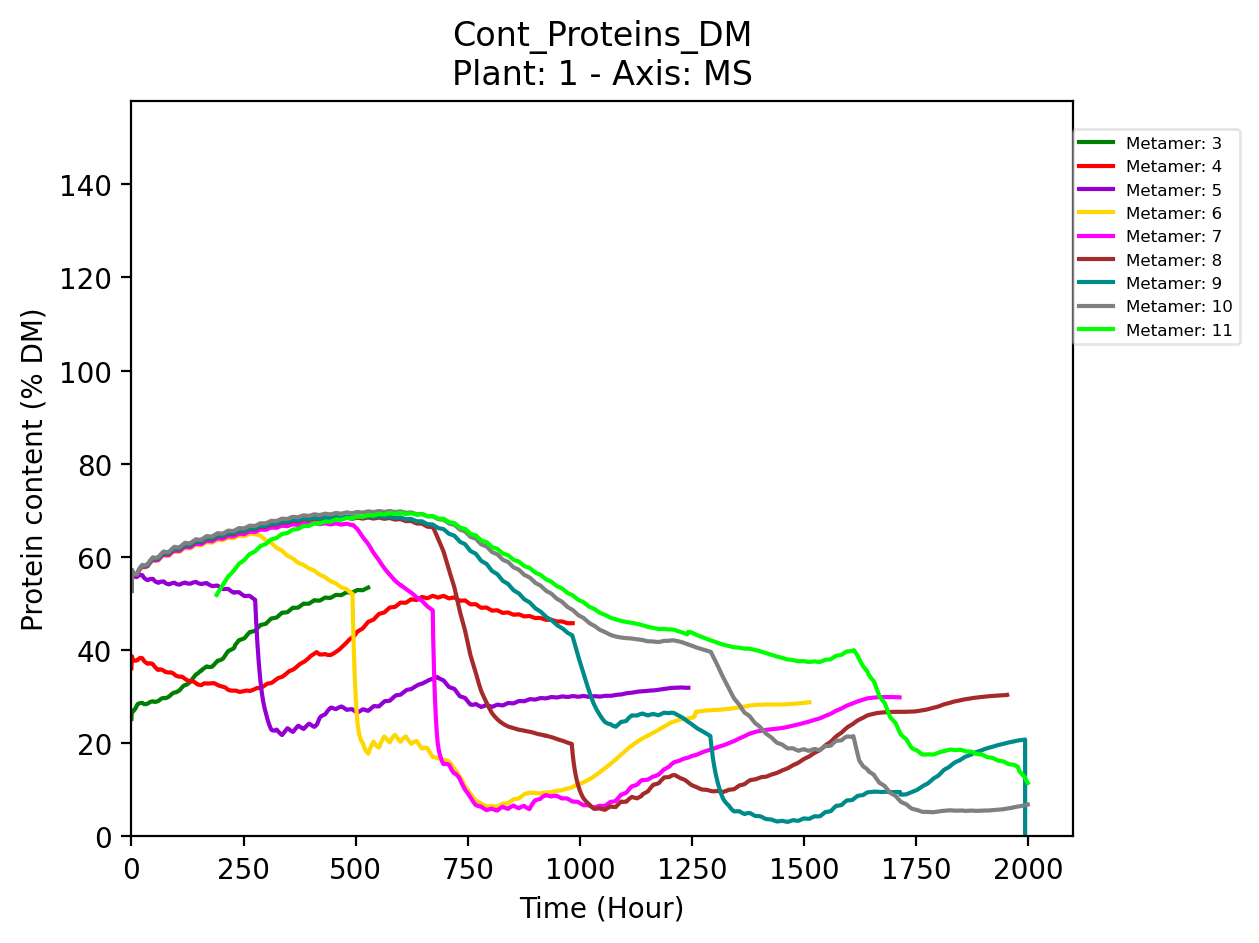 Cont_Proteins_DM
Plant: 1 - Axis: MS
Protein content (% DM)
140
120
100
80
60
40
20
0
0 250 500 750 1000 1250 1500 1750 2000
Time (Hour)
Metamer: 3
Metamer: 4
Metamer: 5
Metamer: 6
Metamer: 7
Metamer: 8
Metamer: 9
Metamer: 10
Metamer: 11